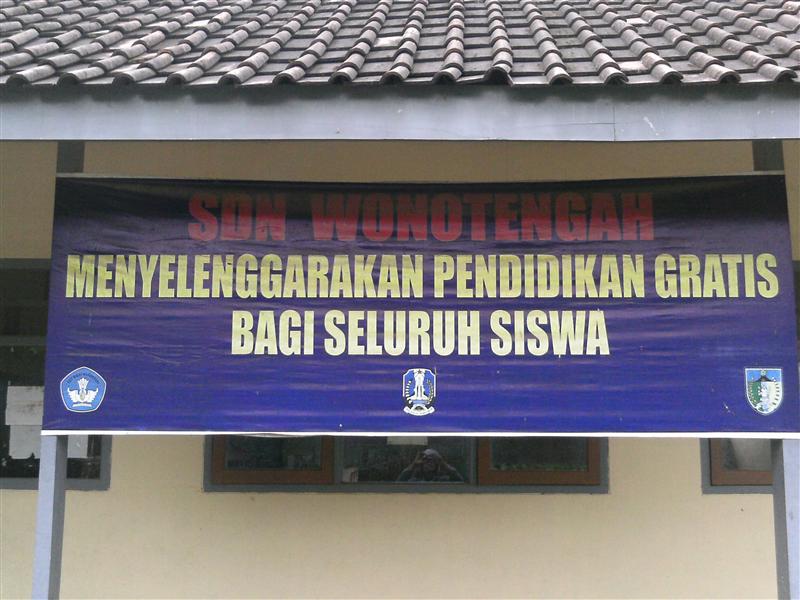 SDN WONOTENGAH
MENYELENGGARAKAN PENDIDIKAN GRATIS
BAGI SELURUH SISWA